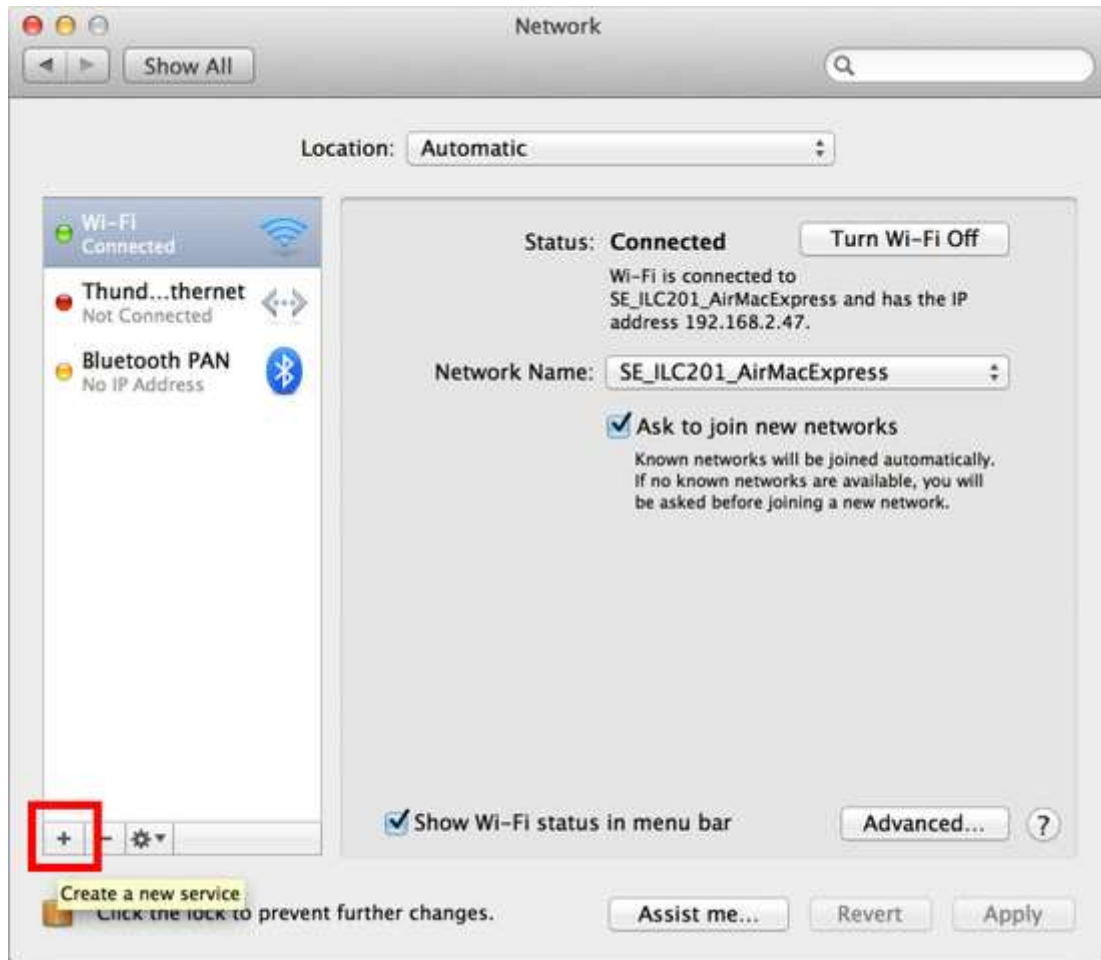 Network
Show All
Location: Automatic
Wi-Fi
Connected
Thund...thernet
Not Connected
Bluetooth PAN
No IP Address
Status: Connected
Turn Wi-Fi Off
Wi-Fi is connected to
SE_ILC201_AirMacExpress and has the IP
address 192.168.2.47.
Network Name: SE_ILC201_AirMacExpress
Ask to join new networks
Known networks will be joined automatically.
If no known networks are available, you will
be asked before joining a new network.
Show Wi-Fi status in menu bar
Advanced... ?
+ -
Create a new service
Click the lock to prevent further changes.
Assist me... Revert Apply